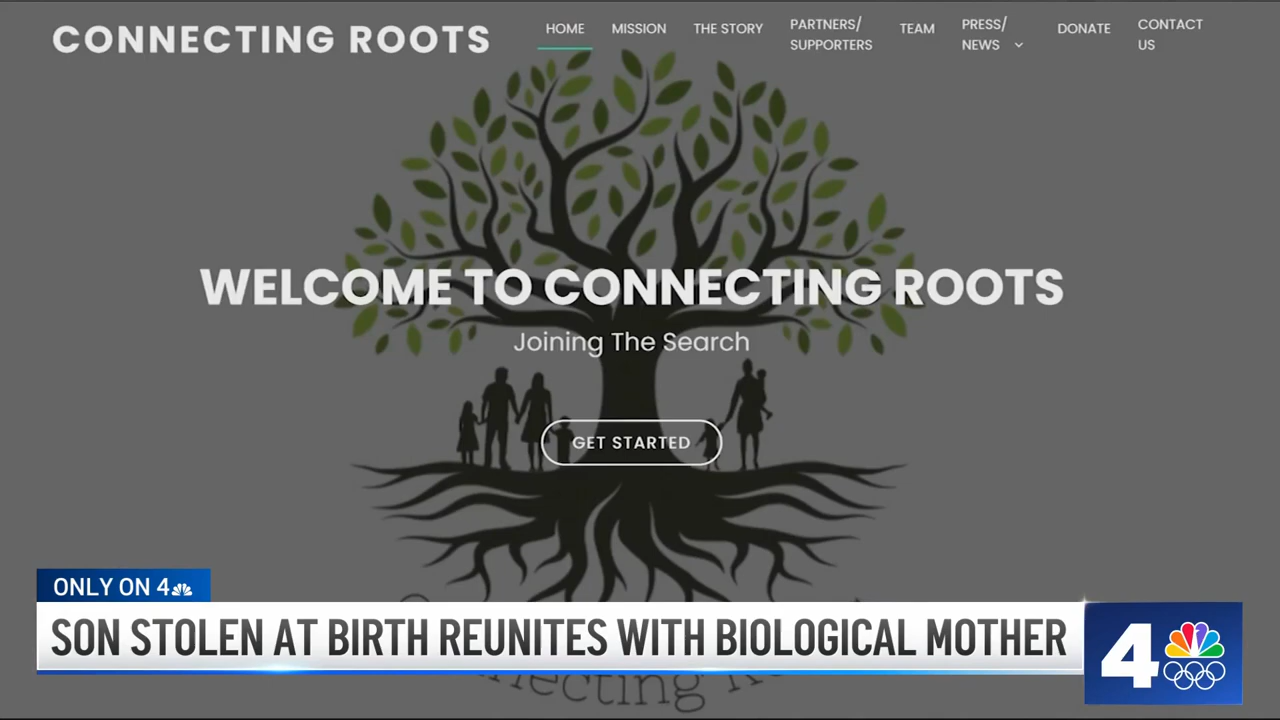 CONNECTING ROOTS
HOME
MISSION
THE STORY
PARTNERS/
SUPPORTERS
TEAM
PRESS/
NEWS
DONATE
CONTACT
US
WELCOME TO CONNECTING ROOTS
Joining The Search
GET STARTED
ONLY ON 4
SON STOLEN AT BIRTH REUNITES WITH BIOLOGICAL MOTHER
4